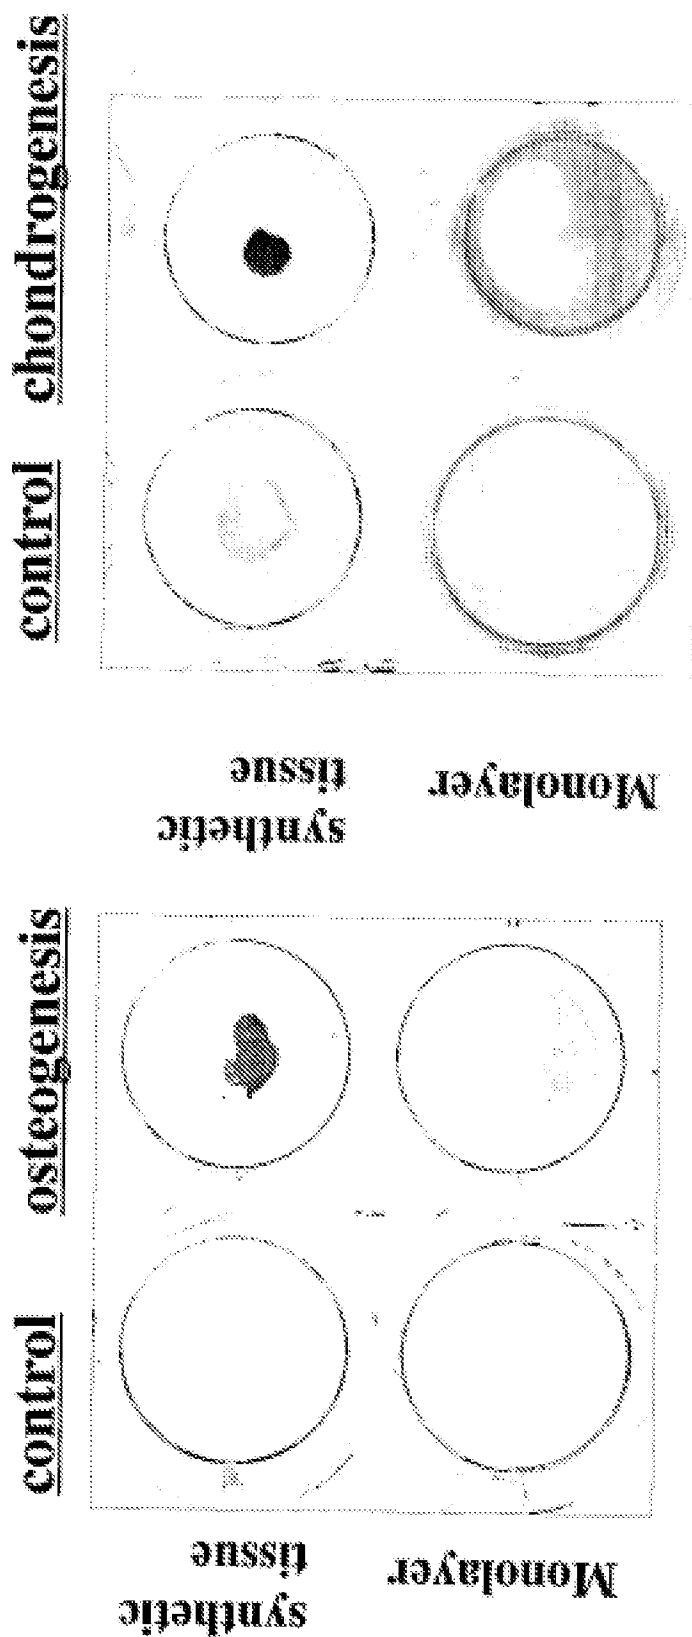 control
osteogenesis
synthetic
tissue
Monolayer
control
chondrogenesis
synthetic
tissue
Monolayer